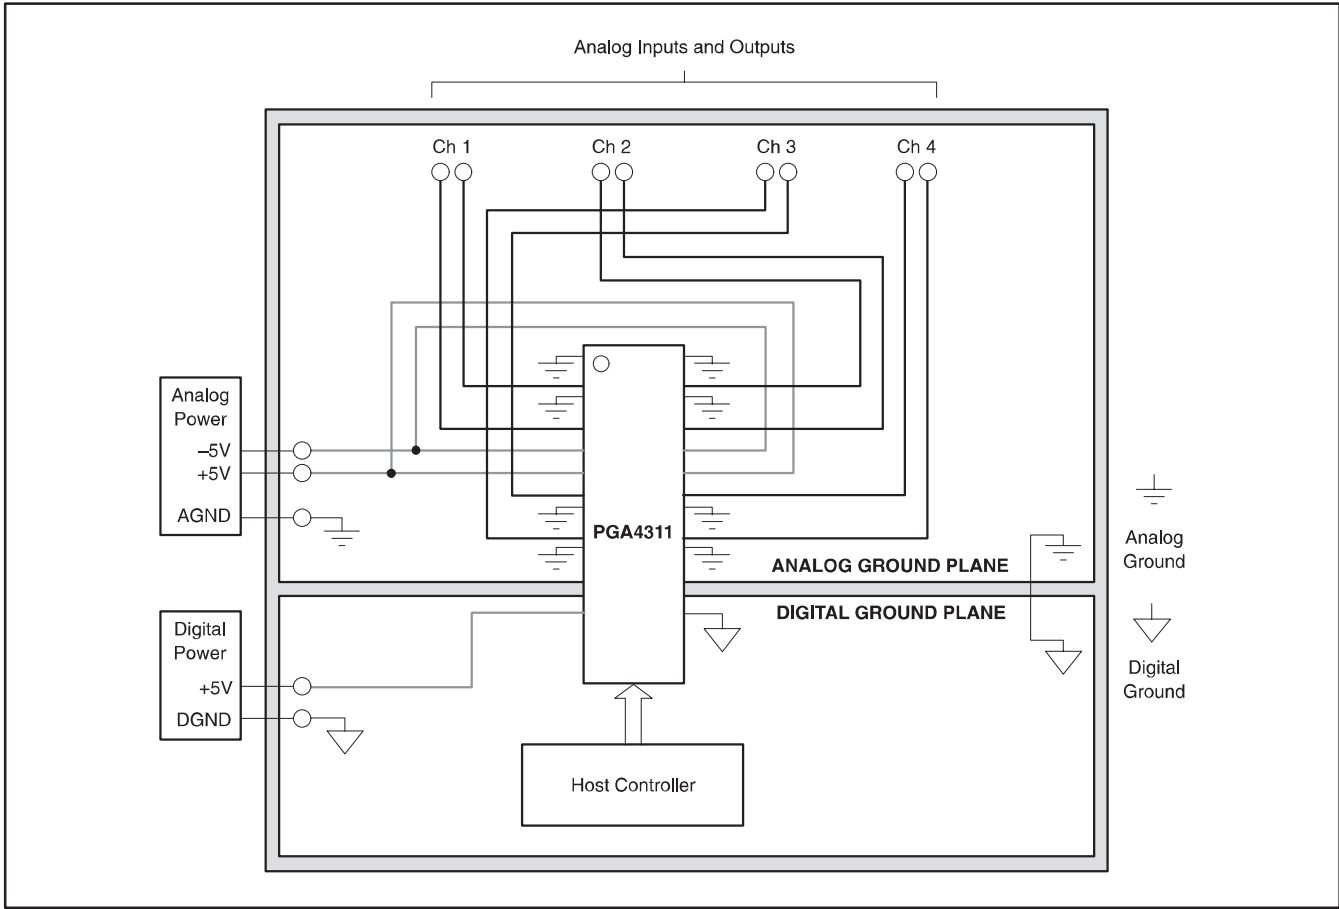 Analog Inputs and Outputs
Ch 1
Ch 2
Ch 3
Ch 4
Analog
Power
–5V
+5V
AGND
PGA4311
ANALOG GROUND PLANE
Analog
Ground
DIGITAL GROUND PLANE
Digital
Power
+5V
DGND
Digital
Ground
Host Controller